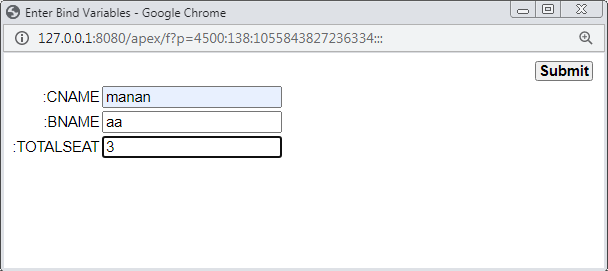 Enter Bind Variables - Google Chrome
127.0.0.1:8080/apex/f?p=4500:138:1055843827236334:::
Submit
:CNAME manan
:BNAME aa
:TOTALSEAT 3